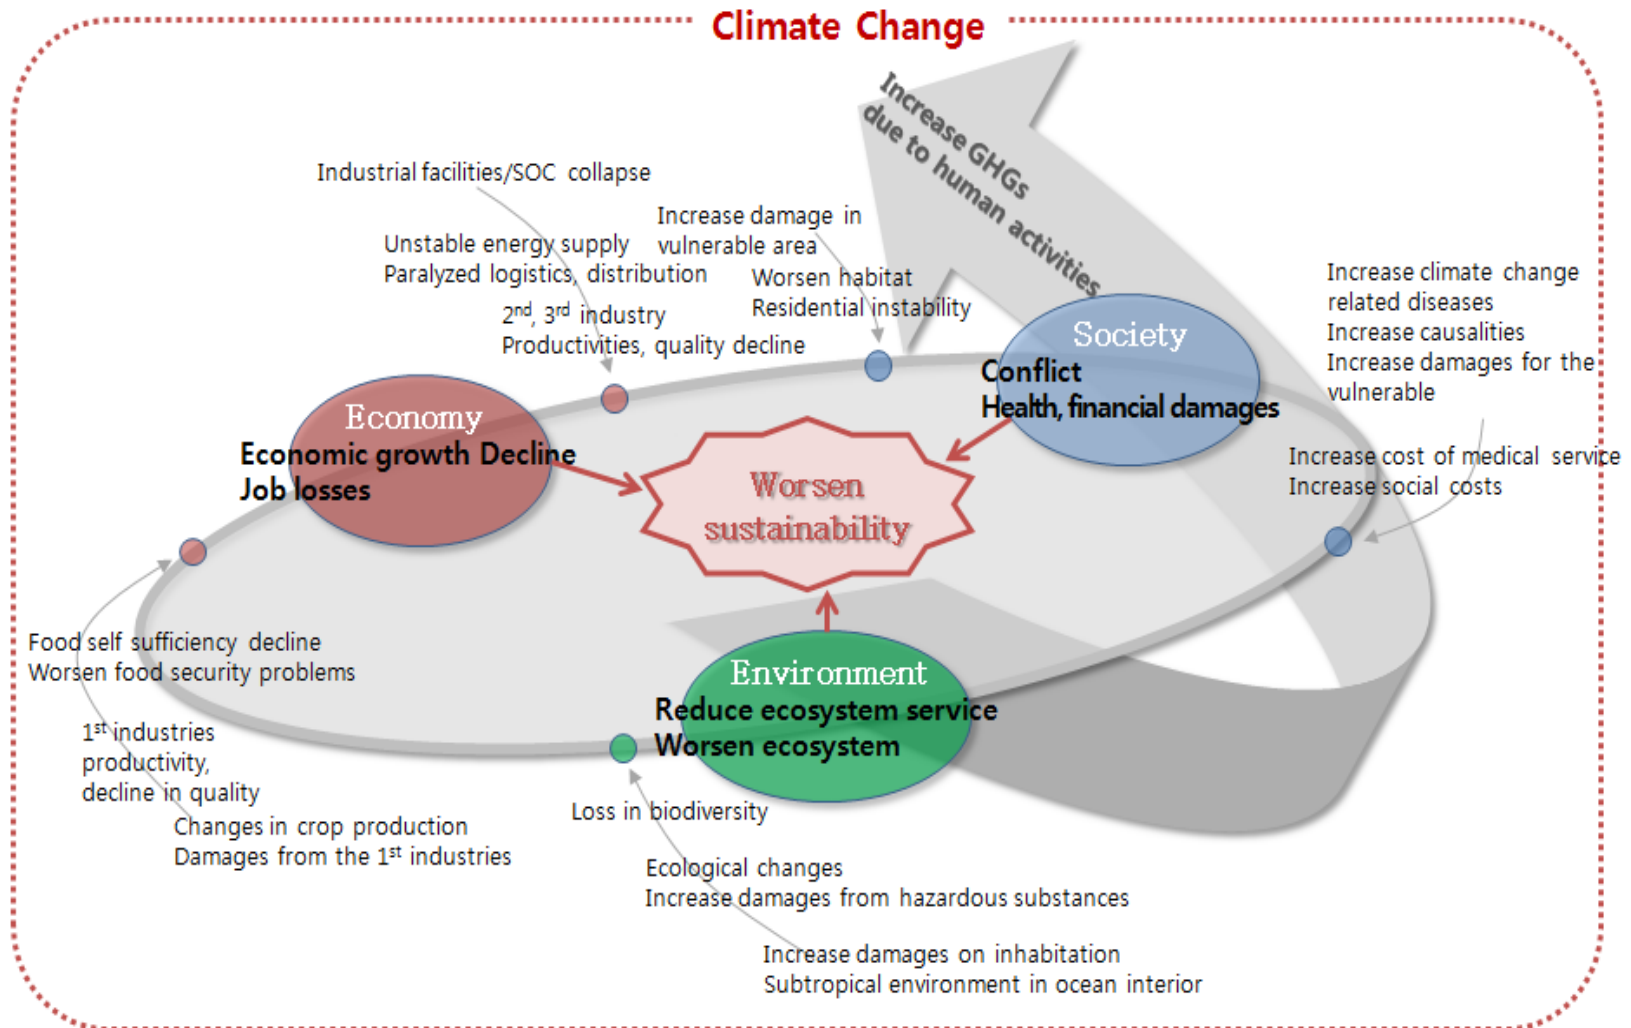 Climate Change
Increase GHGs
due to human activities
Industrial facilities/SOC collapse
Unstable energy supply
Paralyzed logistics, distribution
2nd, 3rd industry
Productivities, quality decline
Increase damage in
vulnerable area
Worsen habitat
Residential instability
Increase climate change
related diseases
Increase causalities
Increase damages for the
vulnerable
Increase cost of medical service
Increase social costs
Society
Conflict
Health, financial damages
Economy
Economic growth Decline
Job losses
Worsen
sustainability
Food self sufficiency decline
Worsen food security problems
1st industries
productivity,
decline in quality
Changes in crop production
Damages from the 1st industries
Environment
Reduce ecosystem service
Worsen ecosystem
Loss in biodiversity
Ecological changes
Increase damages from hazardous substances
Increase damages on inhabitation
Subtropical environment in ocean interior